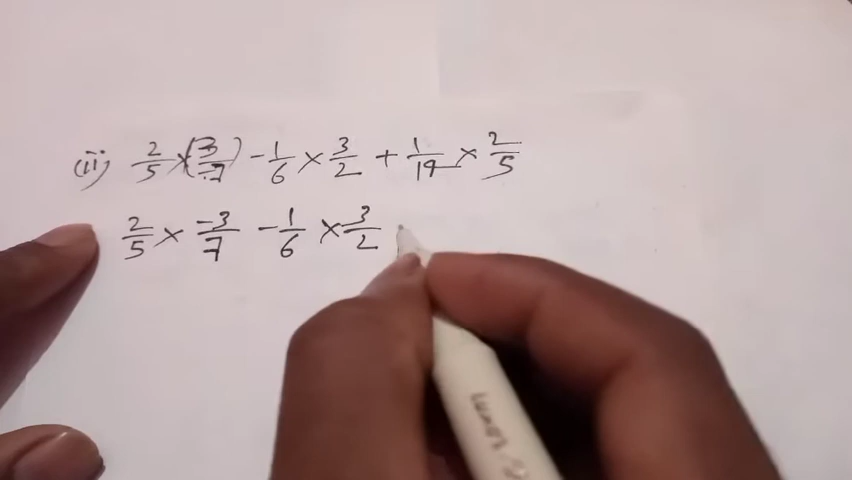 (ii) 2/5 × (3/-7) - 1/6 × 3/2 + 1/14 × 2/5
2/5 × -3/7 - 1/6 × 3/2